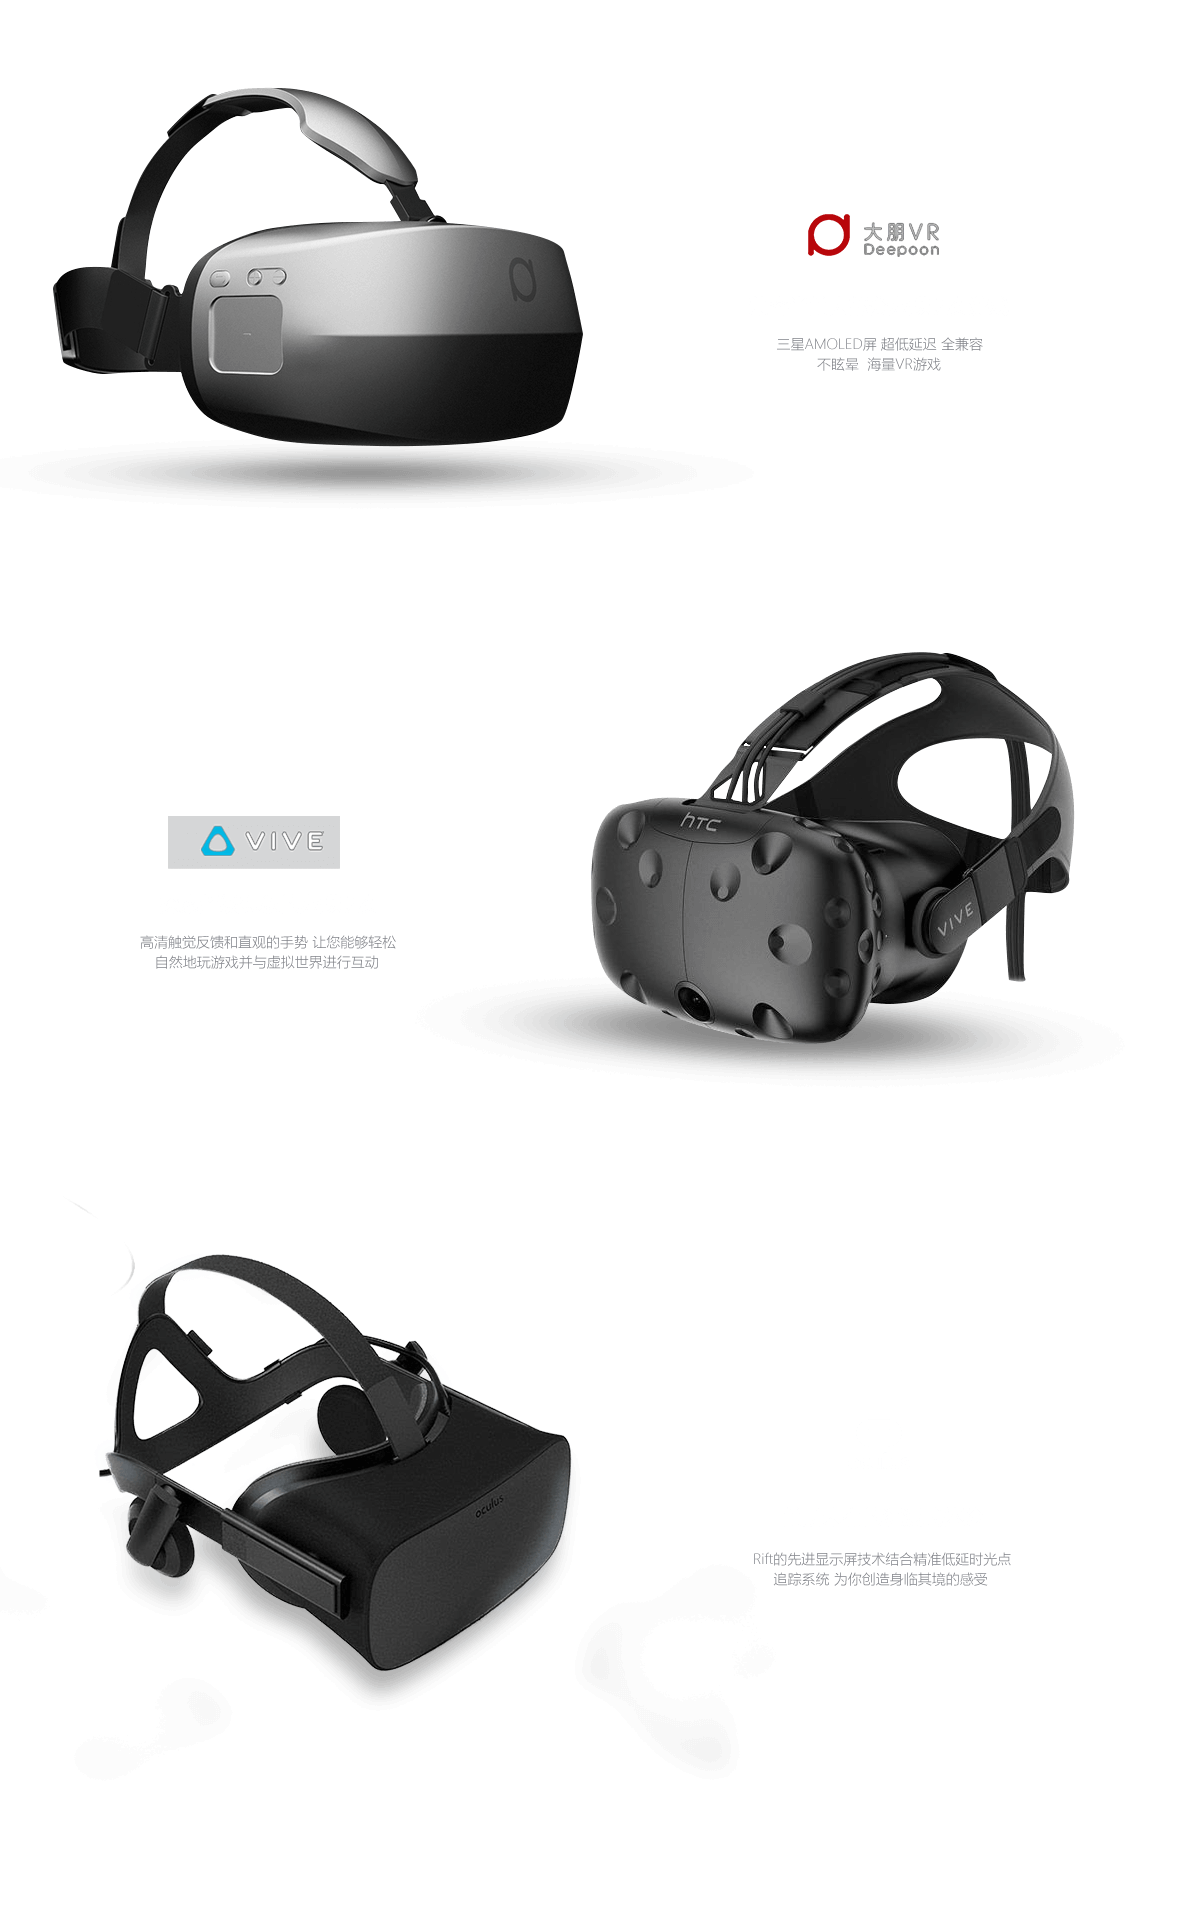 大朋VR
Deepoon
三星AMOLED屏 超低延迟 全兼容
不眩晕 海量VR游戏
hTC
VIVE
VIVE
高清触觉反馈和直观的手势 让您能够轻松
自然地玩游戏并与虚拟世界进行互动
oculus
Rift的先进显示屏技术结合精准低延时光点
追踪系统 为你创造身临其境的感受